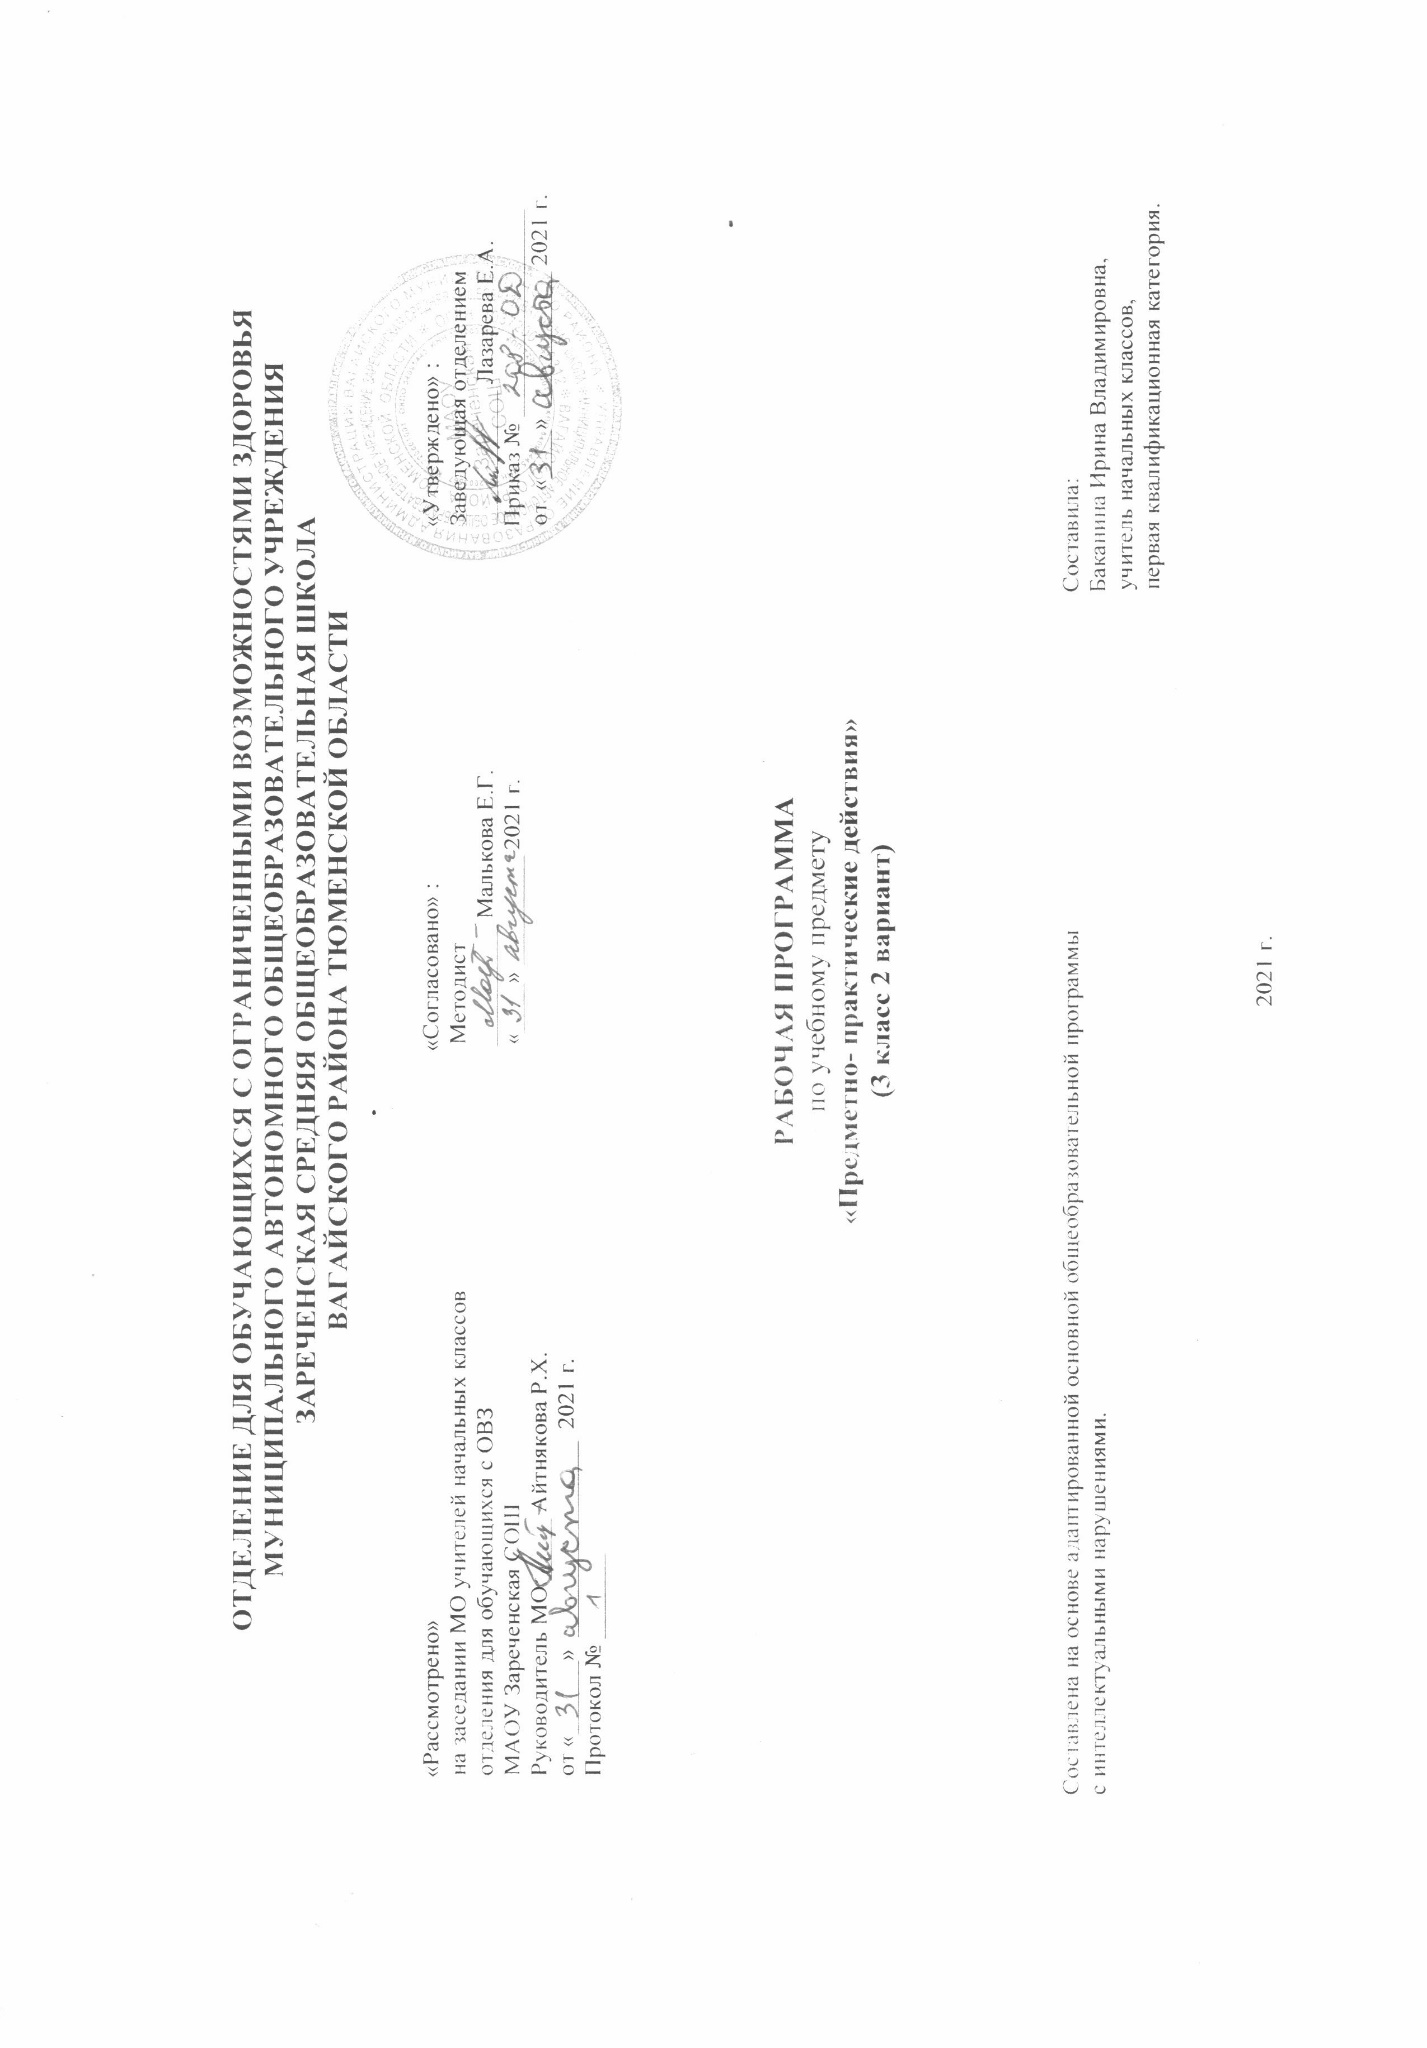 ОТДЕЛЕНИЕ ДЛЯ ОБУЧАЮЩИХСЯ С ОГРАНИЧЕННЫМИ ВОЗМОЖНОСТЯМИ ЗДОРОВЬЯ
МУНИЦИПАЛЬНОГО АВТОНОМНОГО ОБЩЕОБРАЗОВАТЕЛЬНОГО УЧРЕЖДЕНИЯ
ЗАРЕЧЕНСКАЯ СРЕДНЯЯ ОБЩЕОБРАЗОВАТЕЛЬНАЯ ШКОЛА
ВАГАЙСКОГО РАЙОНА ТЮМЕНСКОЙ ОБЛАСТИ
«Рассмотрено»
на заседании МО учителей начальных классов
отделения для обучающихся с ОВЗ
МАОУ Зареченская СОШ
Руководитель МО Айтнякова Р.Х.
от « 31 » августа 2021 г.
Протокол № 1
«Согласовано» :
Методист
Малькова Е.Г.
« 31 » августа 2021 г.
«Утверждено» :
Заведующая отделением
Лазарева Е.А.
Приказ № 298-ОД
от «31 » августа 2021 г.
РАБОЧАЯ ПРОГРАММА
по учебному предмету
«Предметно- практические действия»
(3 класс 2 вариант)
Составлена на основе адаптированной основной общеобразовательной программы
с интеллектуальными нарушениями.
Составила:
Баканина Ирина Владимировна,
учитель начальных классов,
первая квалификационная категория.
2021 г.